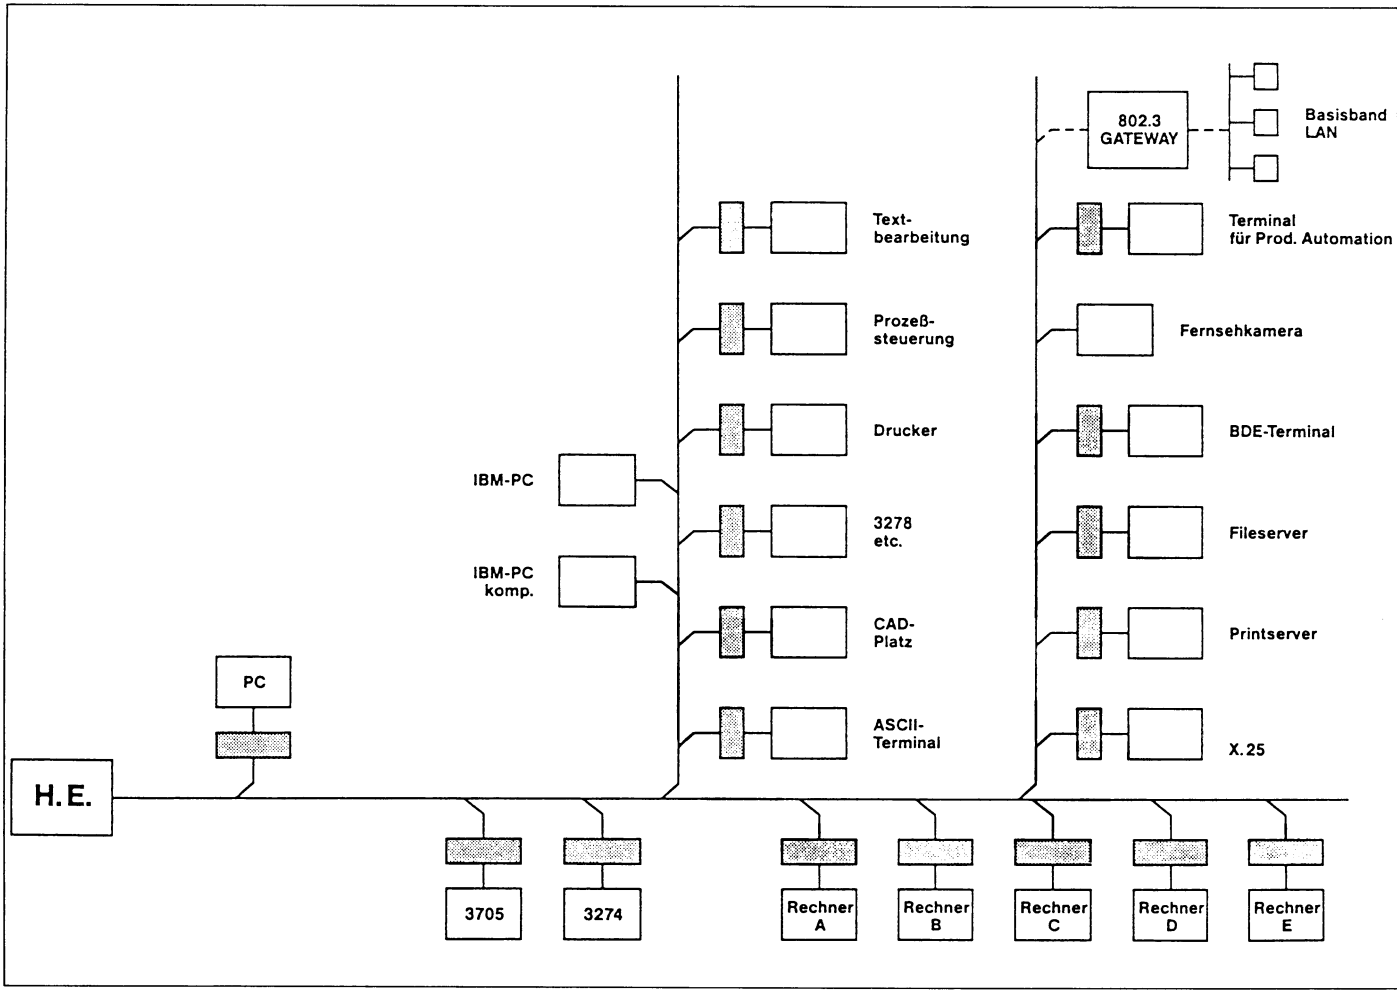 802.3
GATEWAY
Basisband
LAN
Text-
bearbeitung
Terminal
für Prod. Automation
Prozeß-
steuerung
Fernsehkamera
Drucker
BDE-Terminal
IBM-PC
3278
etc.
Fileserver
IBM-PC
komp.
CAD-
Platz
Printserver
PC
ASCII-
Terminal
X.25
H.E.
3705
3274
Rechner
A
Rechner
B
Rechner
C
Rechner
D
Rechner
E